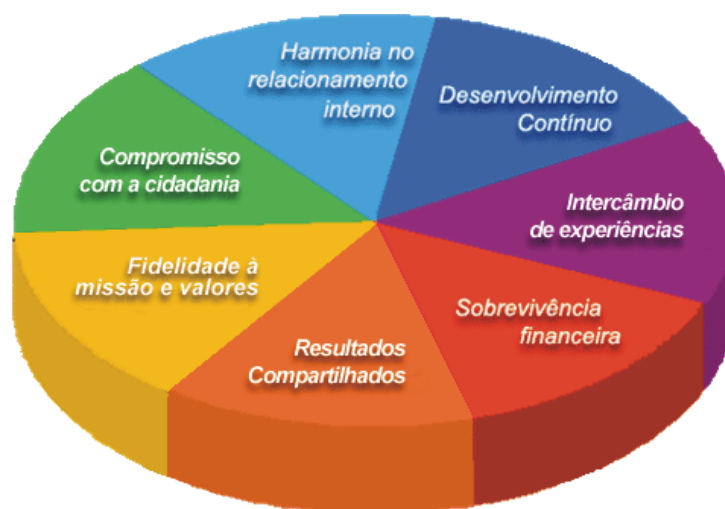 Harmonia no
relacionamento
interno
Desenvolvimento
Contínuo
Intercâmbio
de experiências
Sobrevivência
financeira
Resultados
Compartilhados
Fidelidade à
missão e valores
Compromisso
com a cidadania